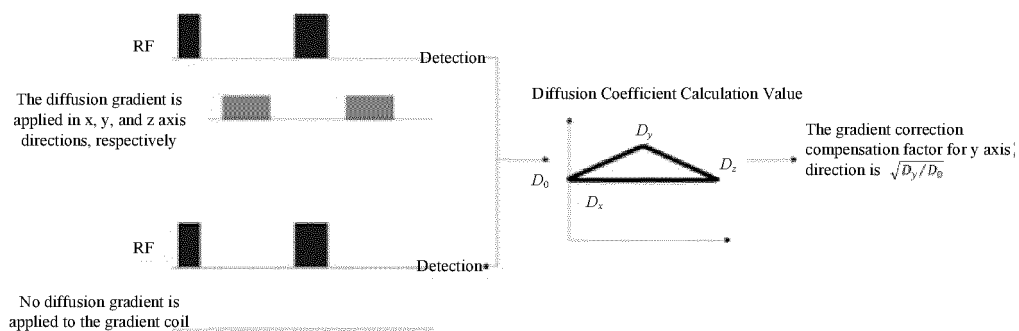 RF
Detection
The diffusion gradient is
applied in x, y, and z axis
directions, respectively
Diffusion Coefficient Calculation Value
D_y
D_z
D_0
D_x
The gradient correction
compensation factor for y axis
direction is √D_y/D_0
RF
Detection
No diffusion gradient is
applied to the gradient coil